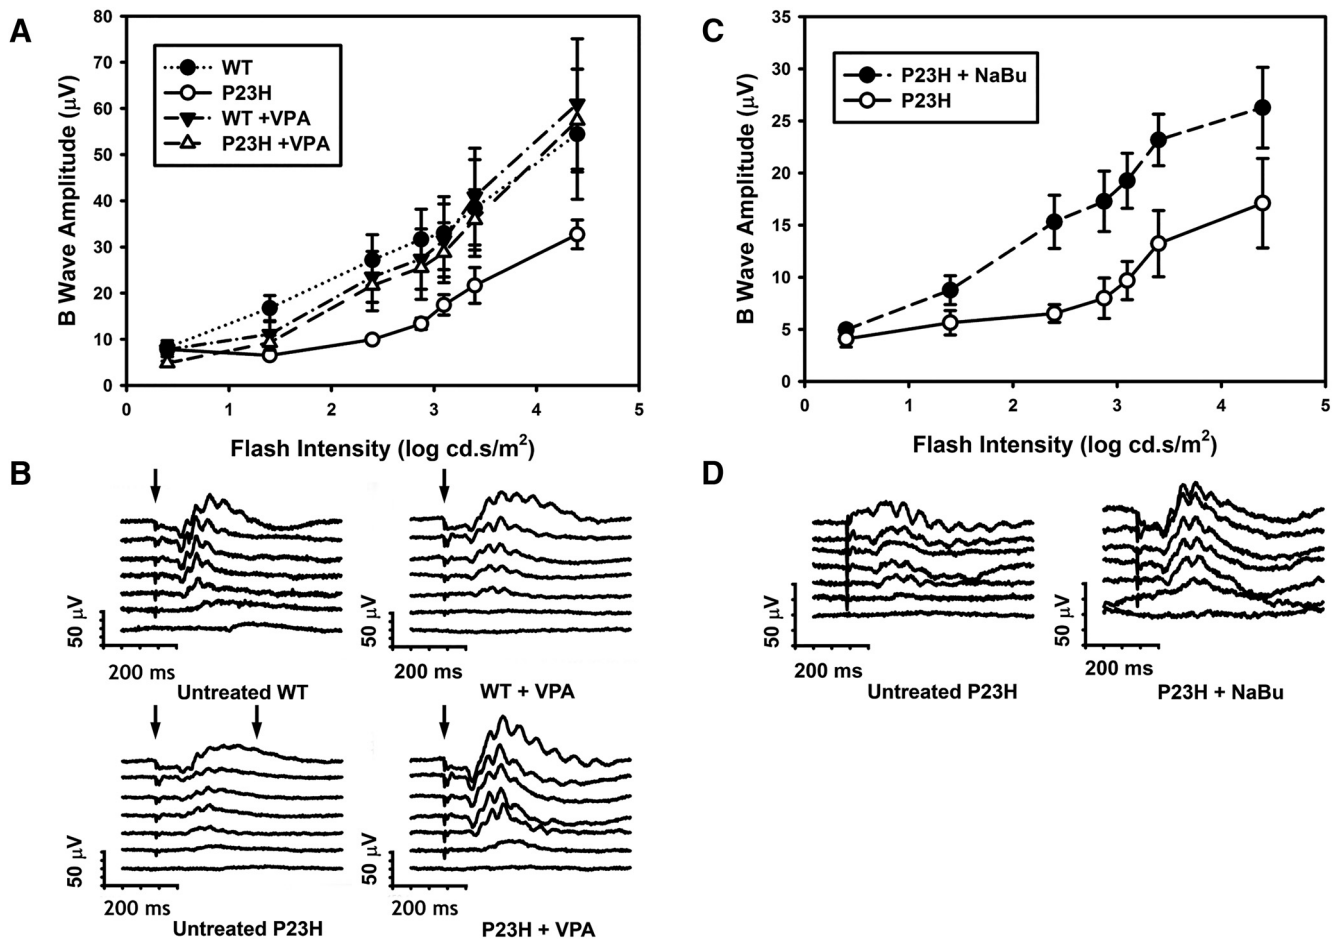 A
80
70
60
50
40
30
20
10
0
B Wave Amplitude (µV)
WT
P23H
WT +VPA
P23H +VPA
0 1 2 3 4 5
Flash Intensity (log cd.s/m²)
C
35
30
25
20
15
10
5
0
B Wave Amplitude (µV)
P23H + NaBu
P23H
0 1 2 3 4 5
Flash Intensity (log cd.s/m²)
B
50 µV
200 ms
Untreated WT
50 µV
200 ms
WT + VPA
50 µV
200 ms
Untreated P23H
50 µV
200 ms
P23H + VPA
D
50 µV
200 ms
Untreated P23H
50 µV
200 ms
P23H + NaBu